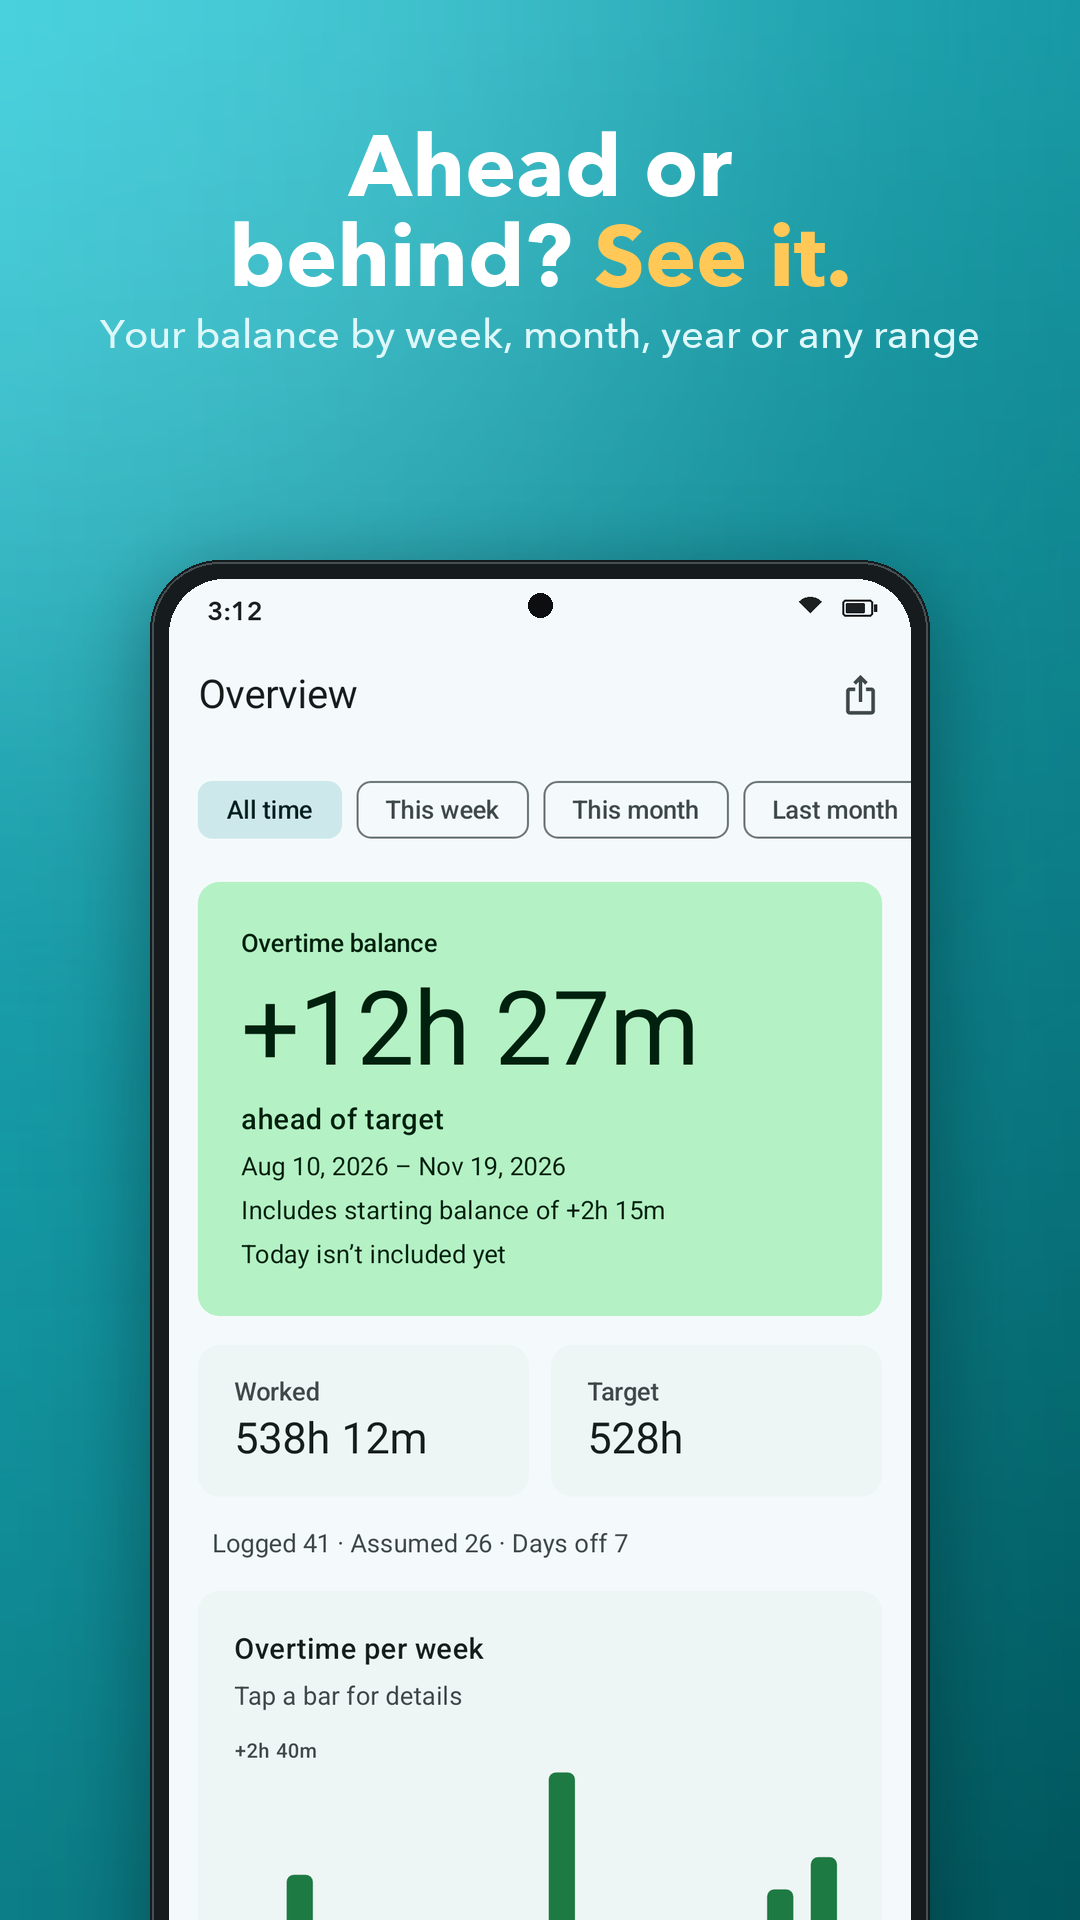 Ahead or
behind? See it.
Your balance by week, month, year or any range
3:12
Overview
All time
This week
This month
Last month
Overtime balance
+12h 27m
ahead of target
Aug 10, 2026 – Nov 19, 2026
Includes starting balance of +2h 15m
Today isn’t included yet
Worked
538h 12m
Target
528h
Logged 41 · Assumed 26 · Days off 7
Overtime per week
Tap a bar for details
+2h 40m